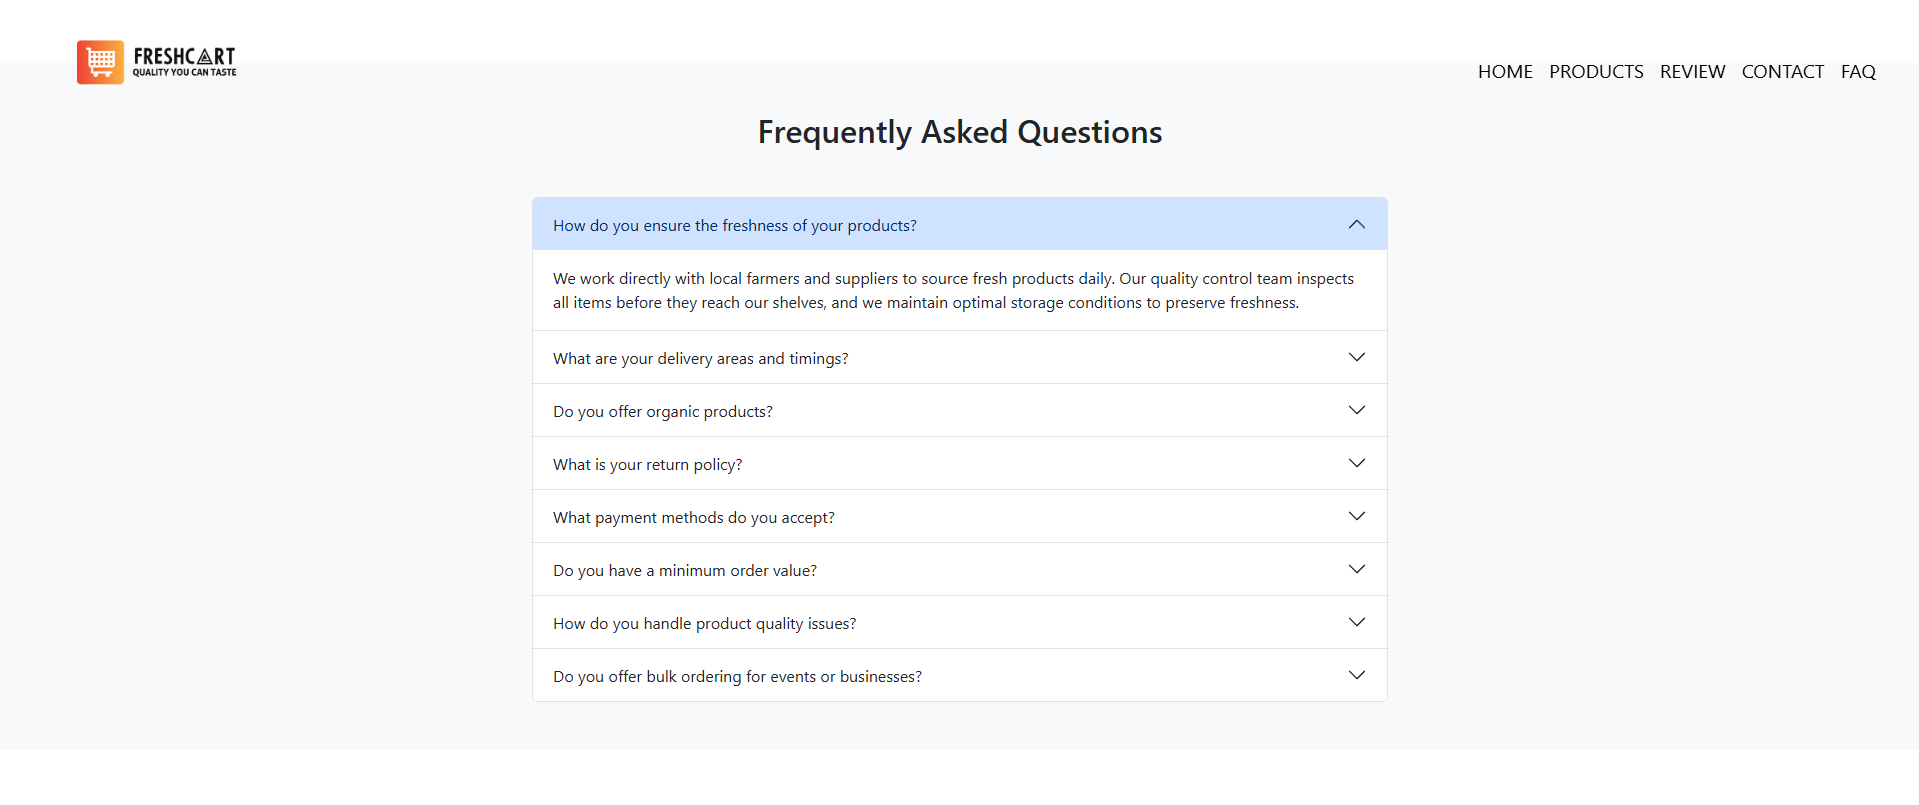 FRESHCART
QUALITY YOU CAN TASTE
HOME PRODUCTS REVIEW CONTACT FAQ
Frequently Asked Questions
How do you ensure the freshness of your products?
We work directly with local farmers and suppliers to source fresh products daily. Our quality control team inspects
all items before they reach our shelves, and we maintain optimal storage conditions to preserve freshness.
What are your delivery areas and timings?
Do you offer organic products?
What is your return policy?
What payment methods do you accept?
Do you have a minimum order value?
How do you handle product quality issues?
Do you offer bulk ordering for events or businesses?